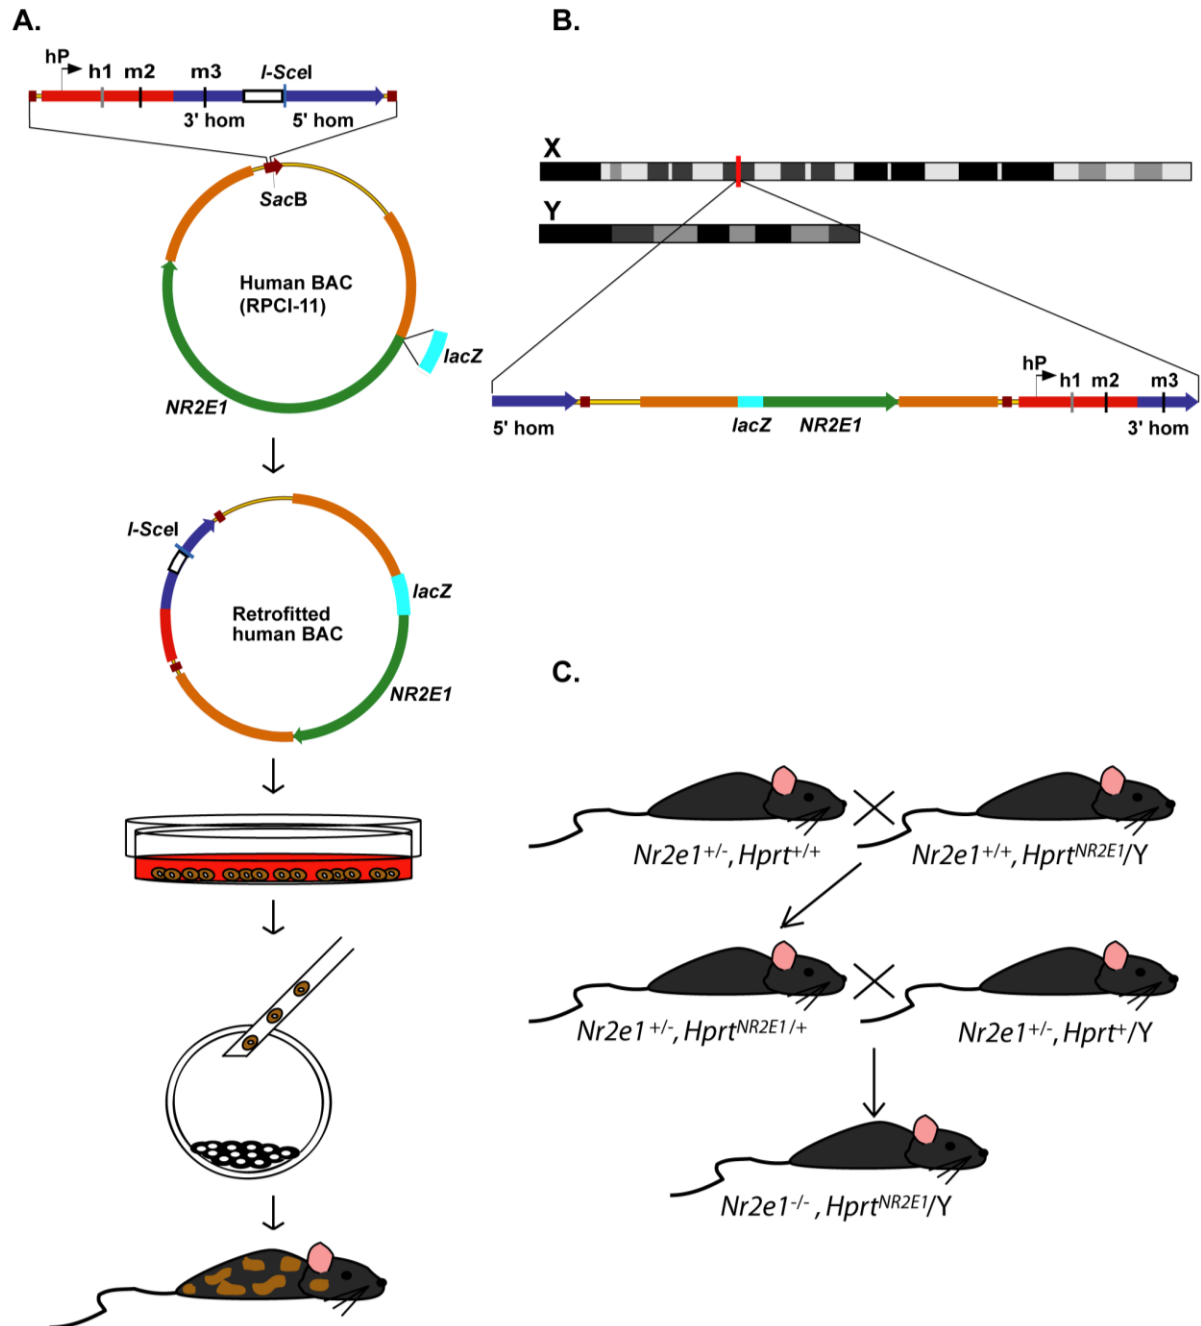 A.
hP
h1 m2 m3 I-SceI
3' hom 5' hom
SacB
Human BAC
(RPCI-11)
lacZ
NR2E1
I-SceI
lacZ
Retrofitted
human BAC
NR2E1
B.
X
Y
hP
h1 m2 m3
5' hom lacZ NR2E1 3' hom
C.
Nr2e1+/-, Hprt+/+ Nr2e1+/+, HprtNR2E1/Y
Nr2e1+/-, HprtNR2E1/+ Nr2e1+/-, Hprt+/Y
Nr2e1-/-, HprtNR2E1/Y